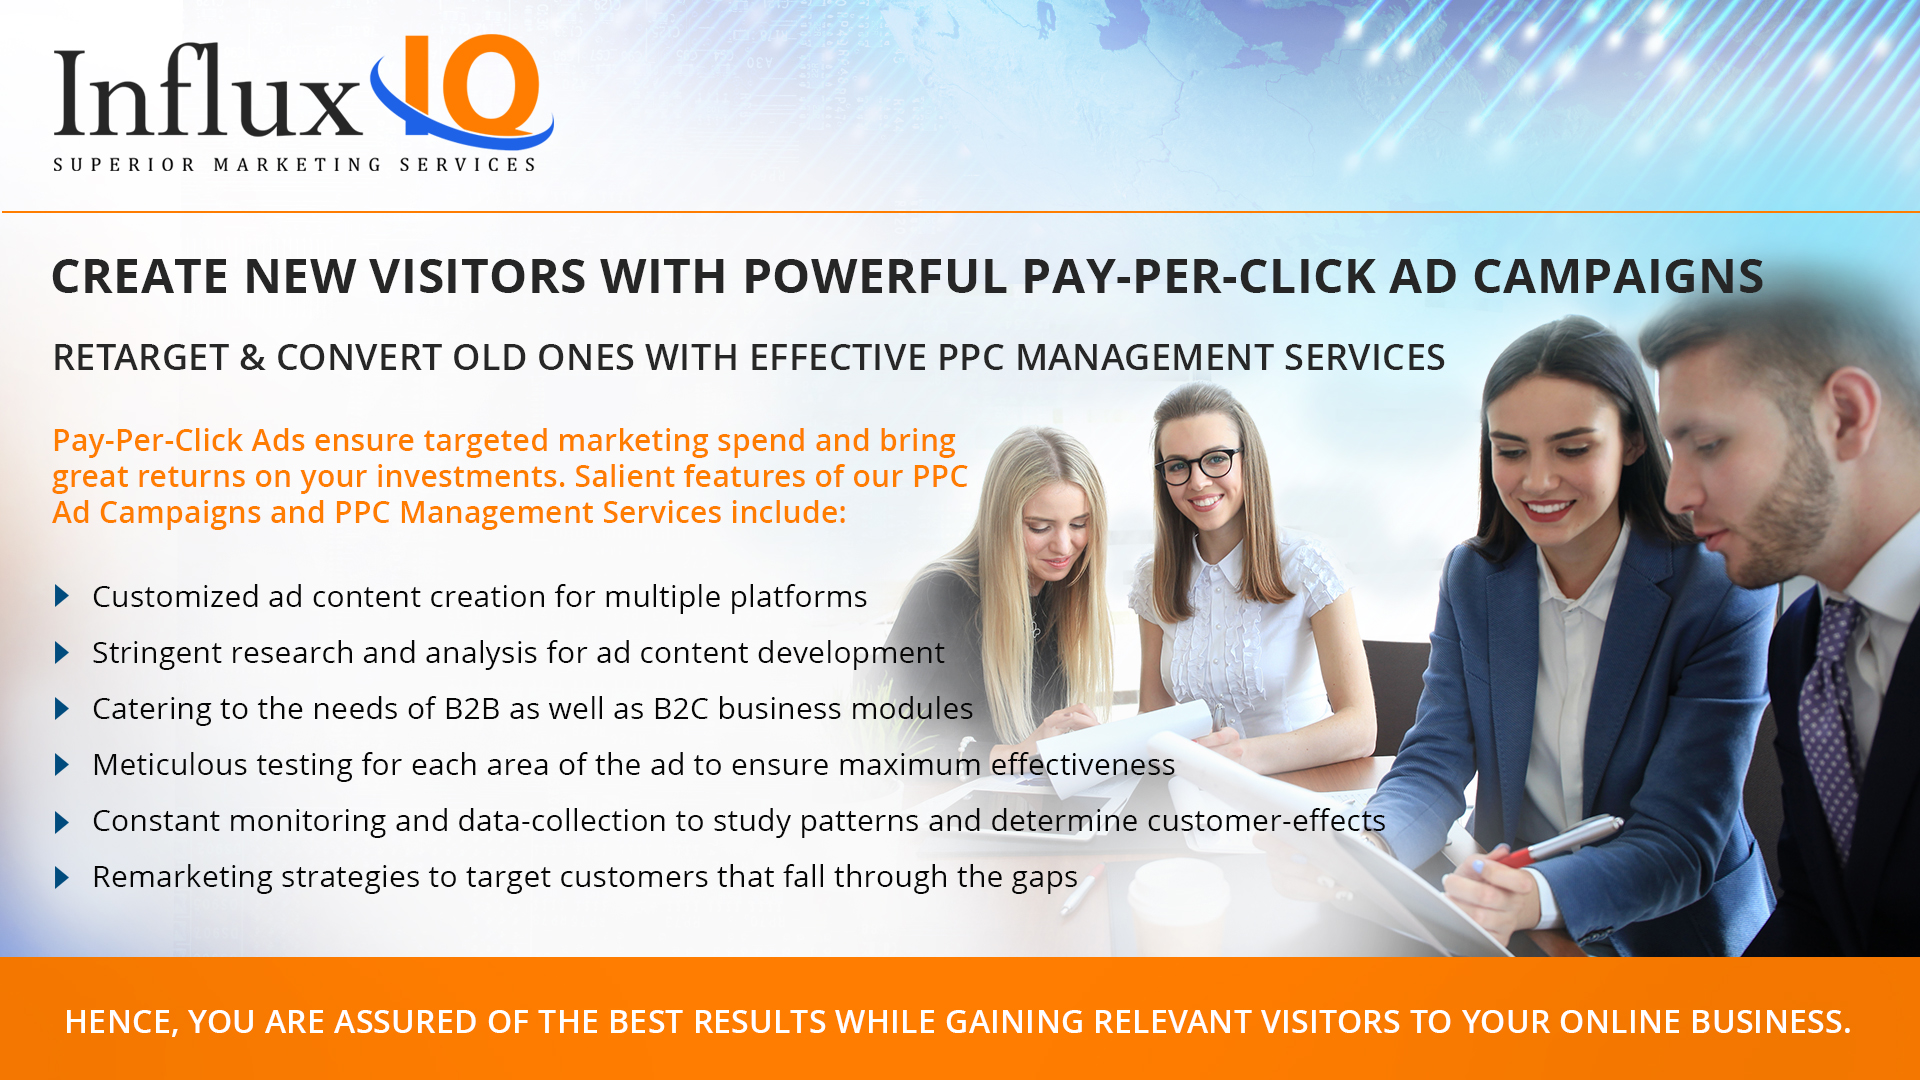 Influx IQ
SUPERIOR MARKETING SERVICES
CREATE NEW VISITORS WITH POWERFUL PAY-PER-CLICK AD CAMPAIGNS
RETARGET & CONVERT OLD ONES WITH EFFECTIVE PPC MANAGEMENT SERVICES
Pay-Per-Click Ads ensure targeted marketing spend and bring
great returns on your investments. Salient features of our PPC
Ad Campaigns and PPC Management Services include:
Customized ad content creation for multiple platforms
Stringent research and analysis for ad content development
Catering to the needs of B2B as well as B2C business modules
Meticulous testing for each area of the ad to ensure maximum effectiveness
Constant monitoring and data-collection to study patterns and determine customer-effects
Remarketing strategies to target customers that fall through the gaps
HENCE, YOU ARE ASSURED OF THE BEST RESULTS WHILE GAINING RELEVANT VISITORS TO YOUR ONLINE BUSINESS.